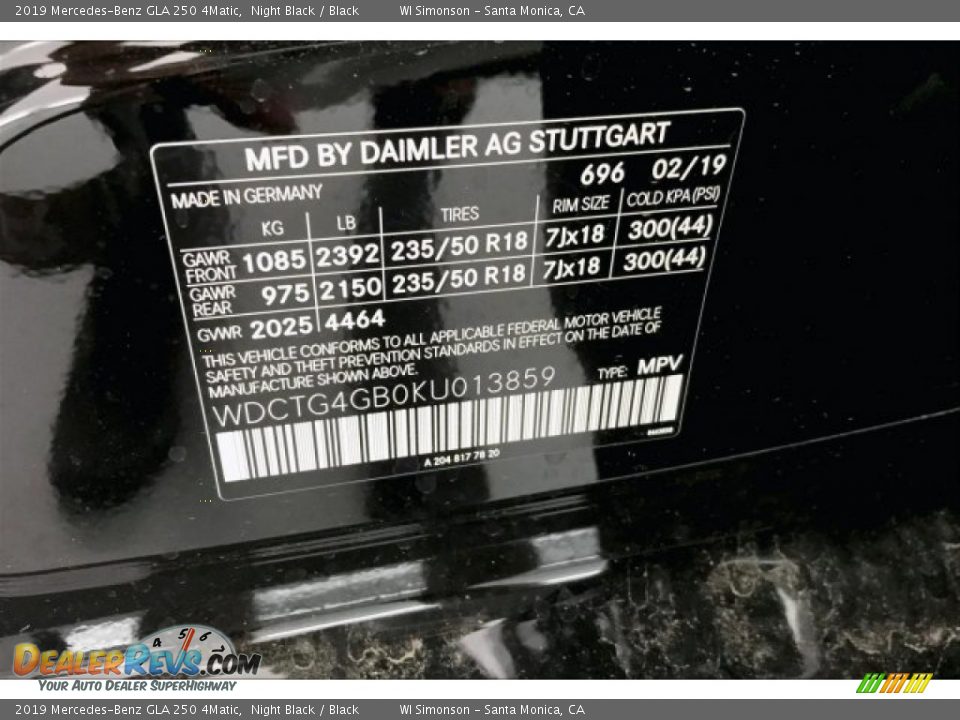 2019 Mercedes-Benz GLA 250 4Matic, Night Black / Black WI Simonson - Santa Monica, CA
MFD BY DAIMLER AG STUTTGART
696 02/19
MADE IN GERMANY
KG LB TIRES RIM SIZE COLD KPA (PSI)
GAWR FRONT 1085 2392 235/50 R18 7Jx18 300(44)
GAWR REAR 975 2150 235/50 R18 7Jx18 300(44)
GVWR 2025 4464
THIS VEHICLE CONFORMS TO ALL APPLICABLE FEDERAL MOTOR VEHICLE
SAFETY AND THEFT PREVENTION STANDARDS IN EFFECT ON THE DATE OF
MANUFACTURE SHOWN ABOVE.
TYPE: MPV
WDCTG4GB0KU013859
A 204 817 78 20
4 5 6
DealerRevs.com
Your Auto Dealer SuperHighway
2019 Mercedes-Benz GLA 250 4Matic, Night Black / Black WI Simonson - Santa Monica, CA